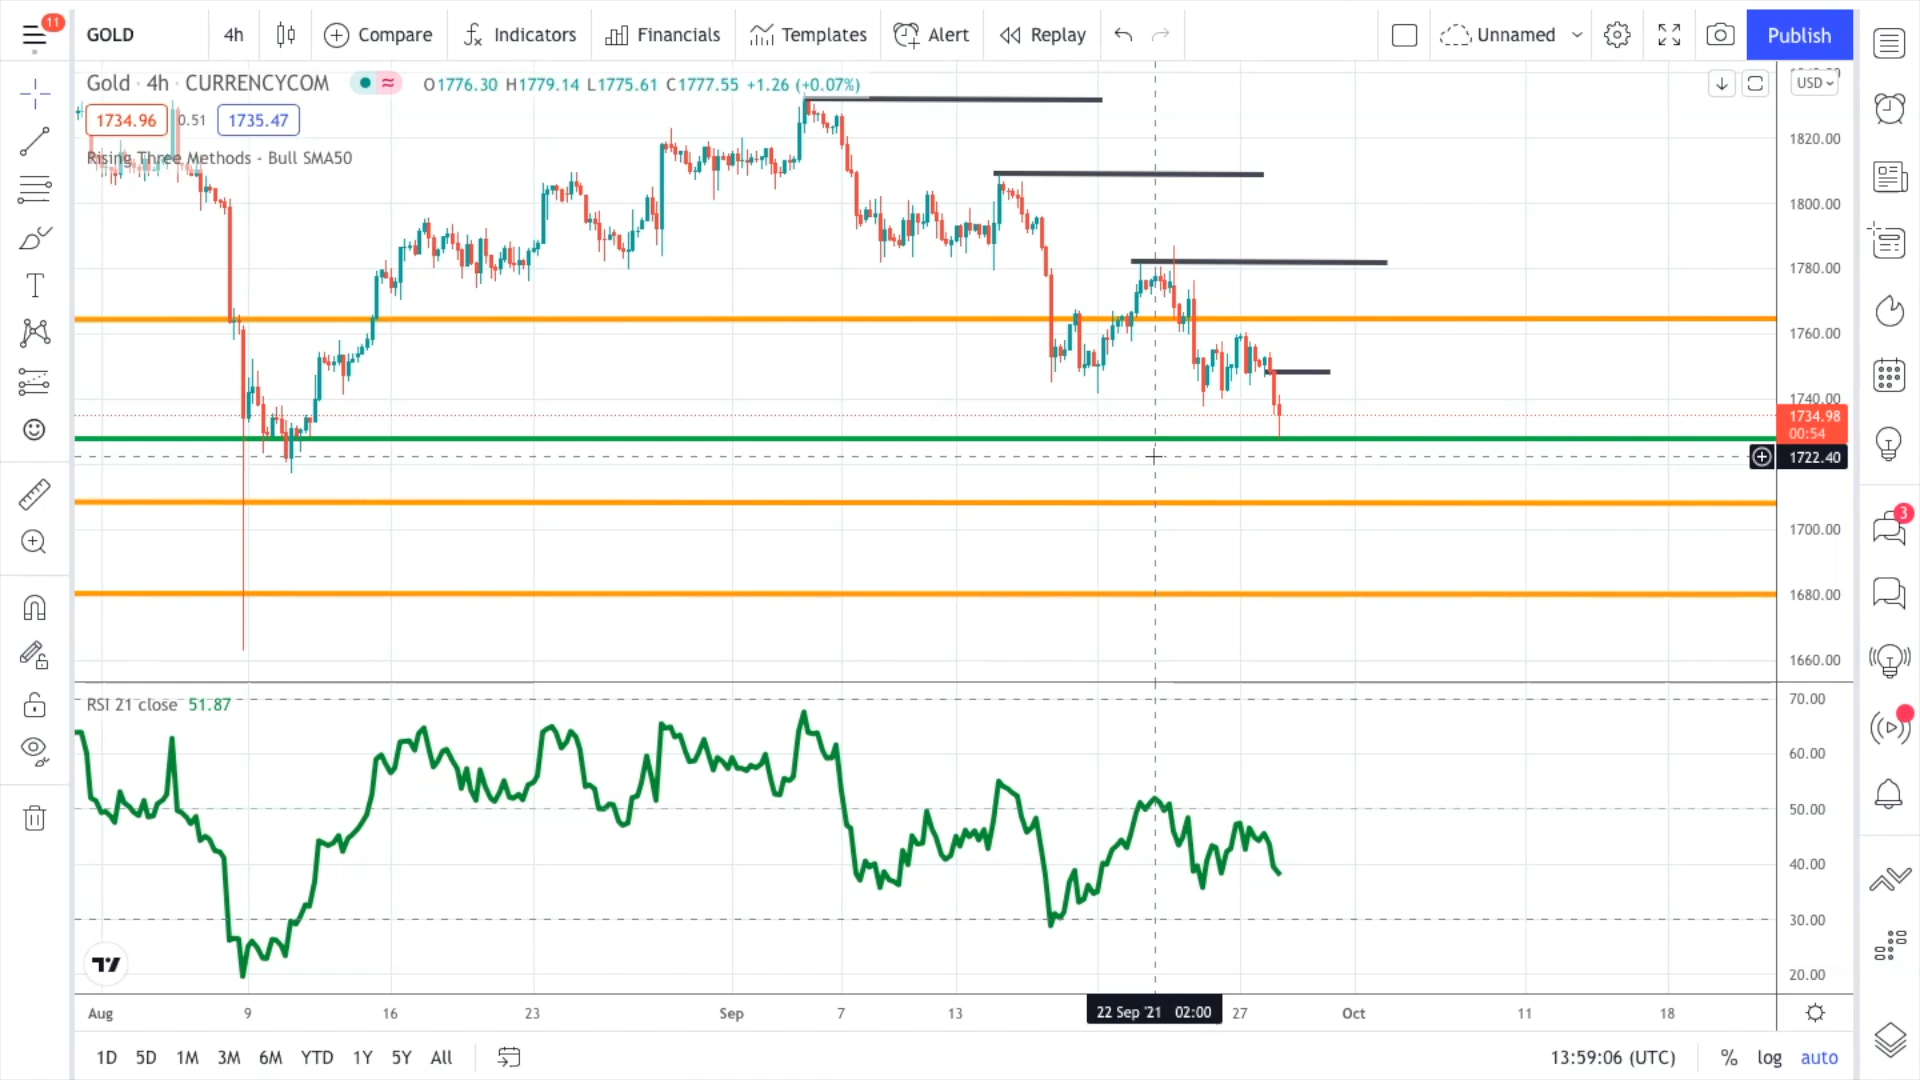 11
GOLD
4h
Compare
Indicators
Financials
Templates
Alert
Replay
Unnamed
Publish
Gold · 4h · CURRENCYCOM
O1776.30 H1779.14 L1775.61 C1777.55 +1.26 (+0.07%)
USD
1734.96
0.51
1735.47
Rising Three Methods - Bull SMA50
1820.00
1800.00
1780.00
1760.00
1740.00
1734.98
00:54
1722.40
1700.00
1680.00
1660.00
3
RSI 21 close 51.87
70.00
60.00
50.00
40.00
30.00
20.00
Aug
9
16
23
Sep
7
13
22 Sep '21 02:00
27
Oct
11
18
1D
5D
1M
3M
6M
YTD
1Y
5Y
All
13:59:06 (UTC)
%
log
auto